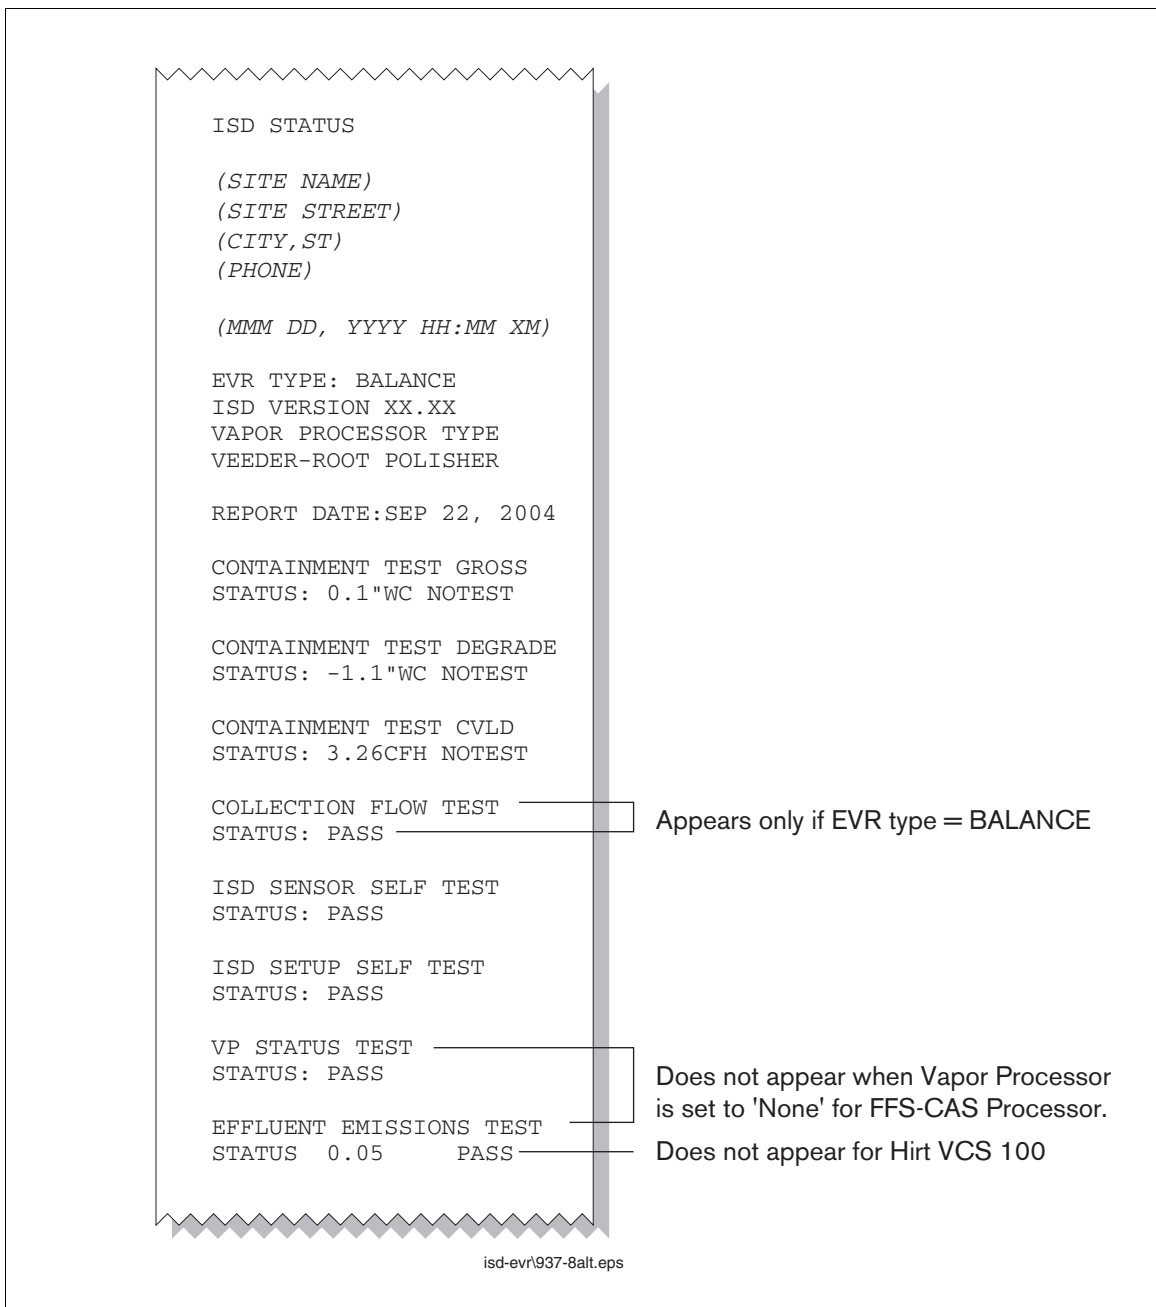 ISD STATUS
(SITE NAME)
(SITE STREET)
(CITY,ST)
(PHONE)
(MMM DD, YYYY HH:MM XM)
EVR TYPE: BALANCE
ISD VERSION XX.XX
VAPOR PROCESSOR TYPE
VEEDER-ROOT POLISHER
REPORT DATE:SEP 22, 2004
CONTAINMENT TEST GROSS
STATUS: 0.1"WC NOTEST
CONTAINMENT TEST DEGRADE
STATUS: -1.1"WC NOTEST
CONTAINMENT TEST CVLD
STATUS: 3.26CFH NOTEST
COLLECTION FLOW TEST
STATUS: PASS
Appears only if EVR type = BALANCE
ISD SENSOR SELF TEST
STATUS: PASS
ISD SETUP SELF TEST
STATUS: PASS
VP STATUS TEST
STATUS: PASS
Does not appear when Vapor Processor
is set to 'None' for FFS-CAS Processor.
EFFLUENT EMISSIONS TEST
STATUS 0.05 PASS
Does not appear for Hirt VCS 100
isd-evr\937-8alt.eps